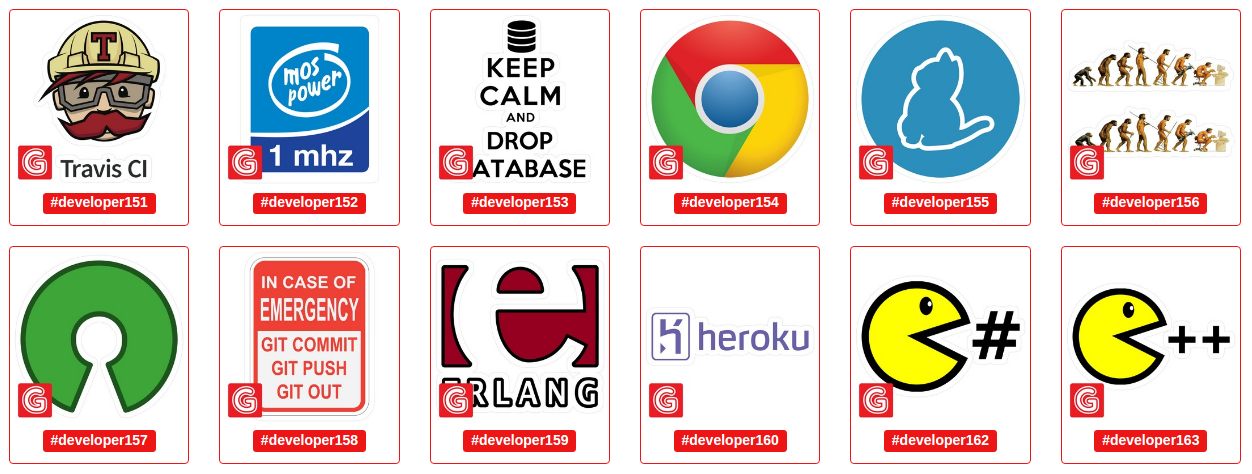 T
Travis CI
G
#developer151
mos
power
1 mhz
G
#developer152
KEEP
CALM
AND
DROP
ATABASE
G
#developer153
G
#developer154
G
#developer155
G
#developer156
G
#developer157
IN CASE OF
EMERGENCY
GIT COMMIT
GIT PUSH
GIT OUT
G
#developer158
e
ERLANG
G
#developer159
heroku
G
#developer160
#
G
#developer162
++
G
#developer163